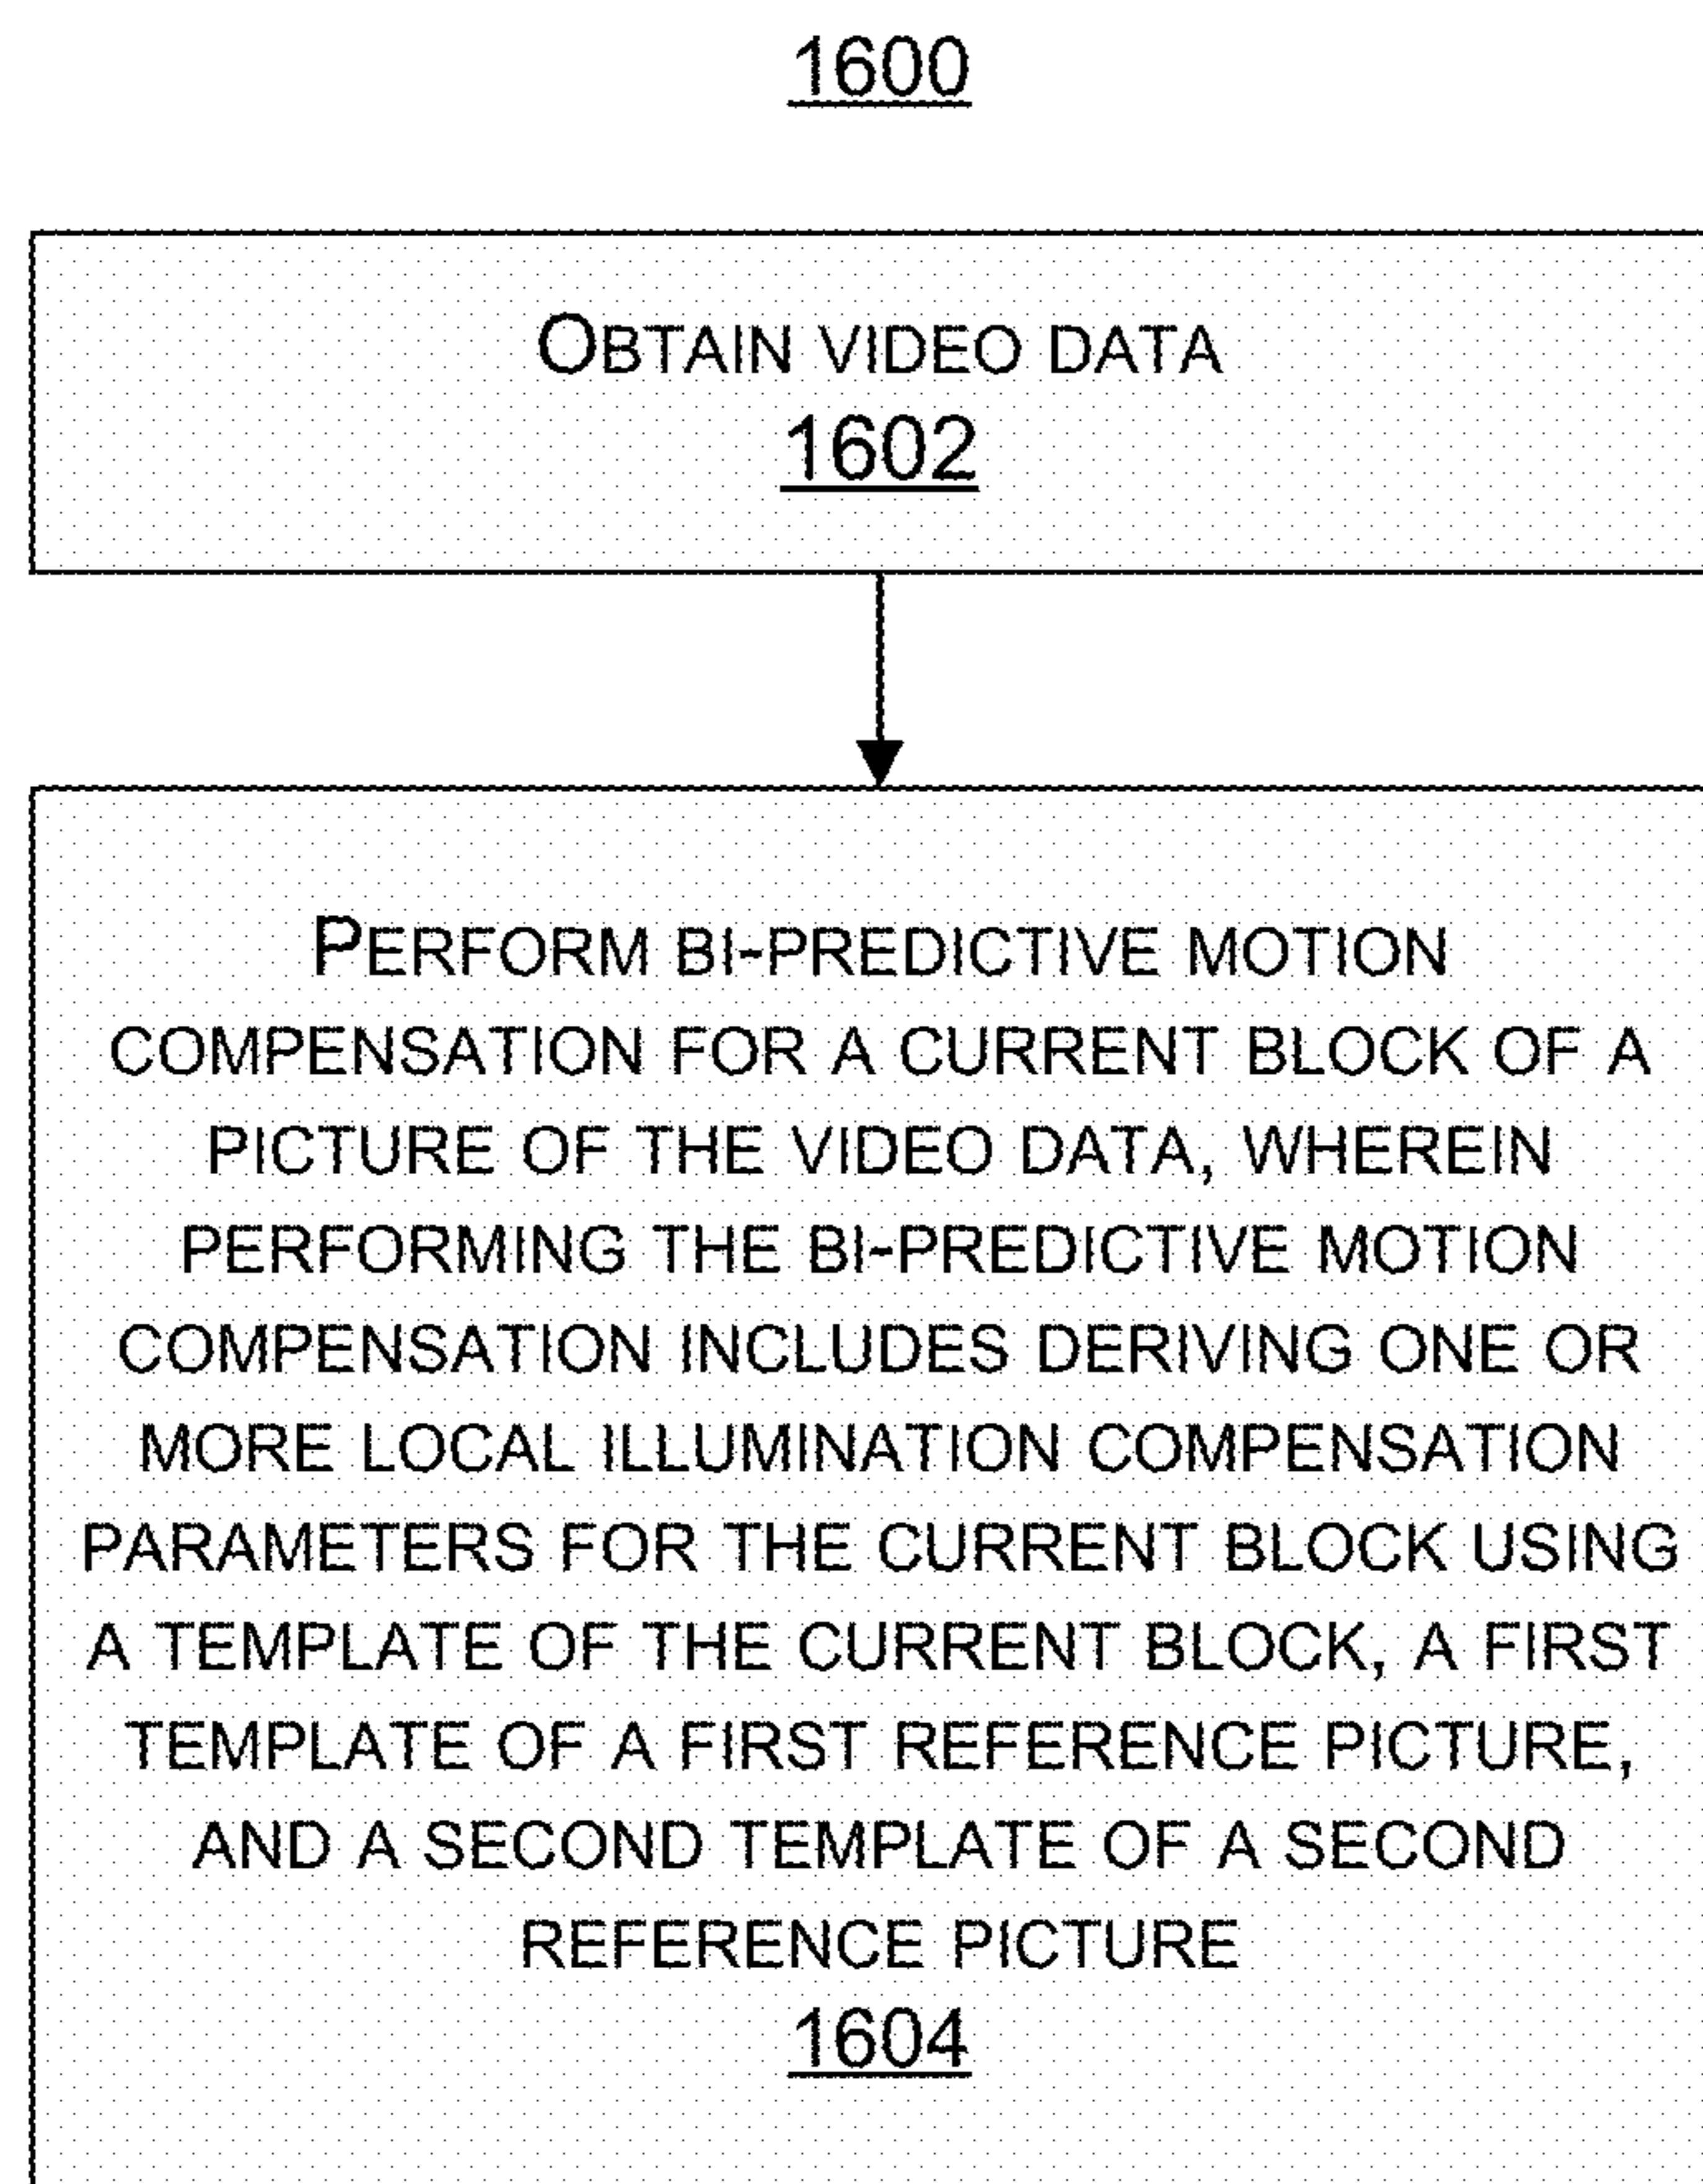 1600
OBTAIN VIDEO DATA
1602
PERFORM BI-PREDICTIVE MOTION
COMPENSATION FOR A CURRENT BLOCK OF A
PICTURE OF THE VIDEO DATA, WHEREIN
PERFORMING THE BI-PREDICTIVE MOTION
COMPENSATION INCLUDES DERIVING ONE OR
MORE LOCAL ILLUMINATION COMPENSATION
PARAMETERS FOR THE CURRENT BLOCK USING
A TEMPLATE OF THE CURRENT BLOCK, A FIRST
TEMPLATE OF A FIRST REFERENCE PICTURE,
AND A SECOND TEMPLATE OF A SECOND
REFERENCE PICTURE
1604